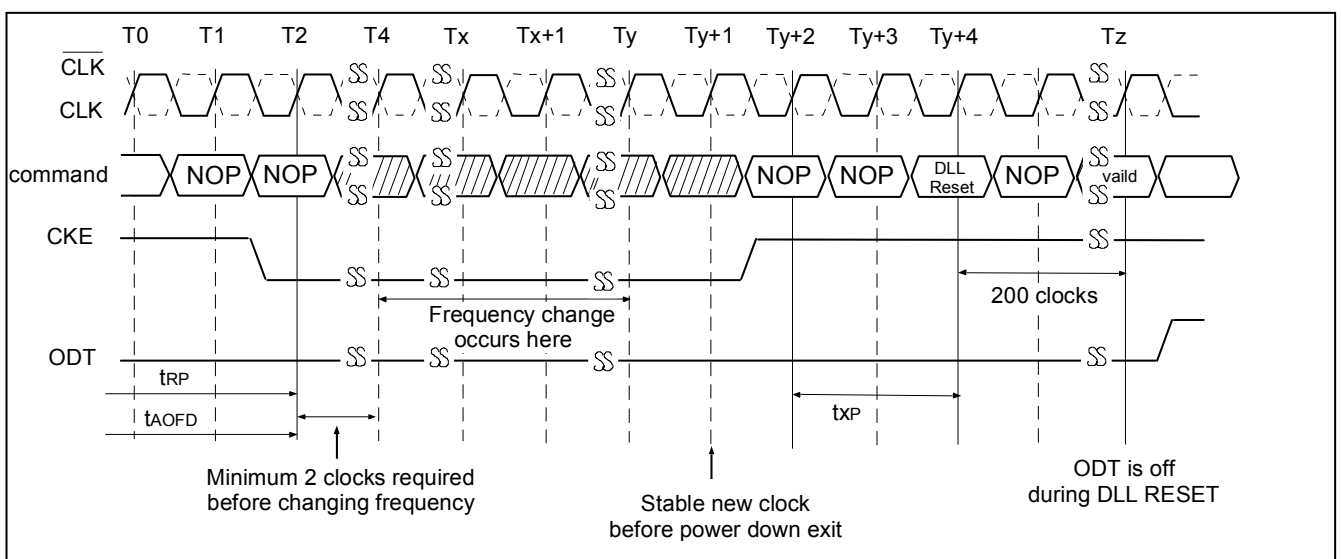 T0 T1 T2 T4 Tx Tx+1 Ty Ty+1 Ty+2 Ty+3 Ty+4 Tz
CLK
CLK
command NOP NOP NOP NOP DLL Reset NOP vaild
CKE
200 clocks
Frequency change
occurs here
ODT
tRP
tXP
tAOFD
Minimum 2 clocks required
before changing frequency
Stable new clock
before power down exit
ODT is off
during DLL RESET